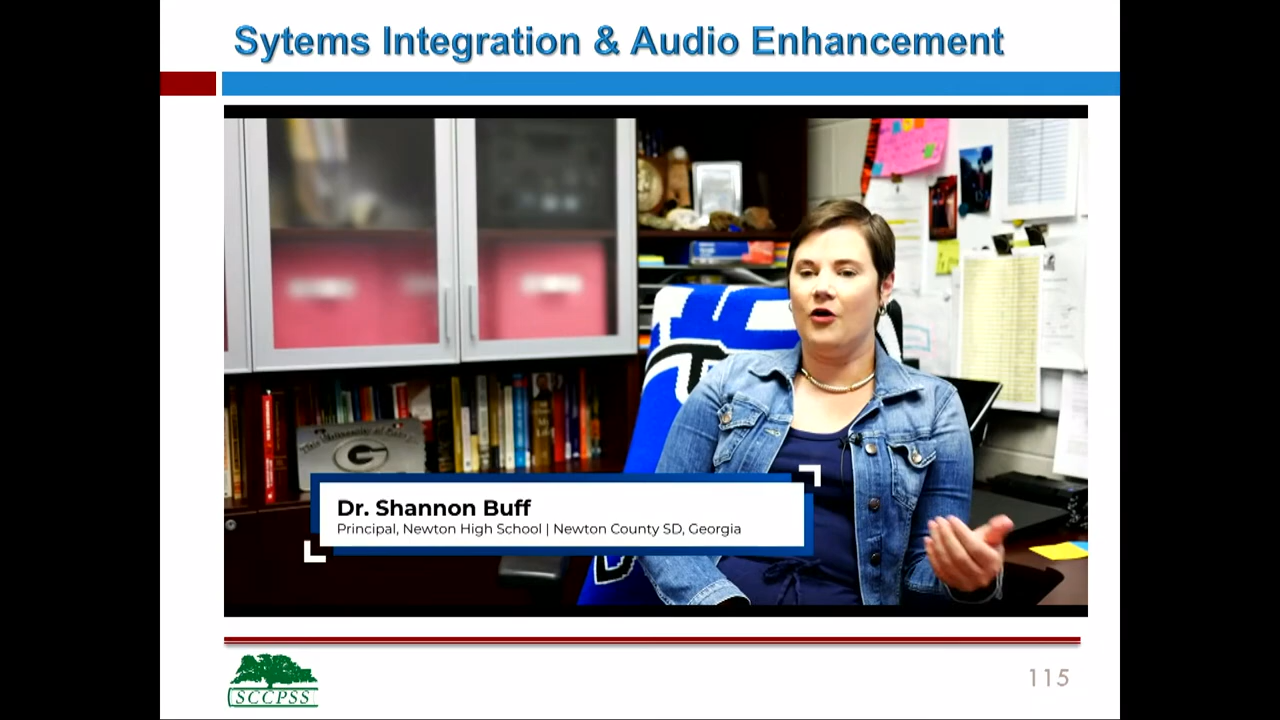 Sytems Integration & Audio Enhancement
Dr. Shannon Buff
Principal, Newton High School | Newton County SD, Georgia
SCCPSS
115